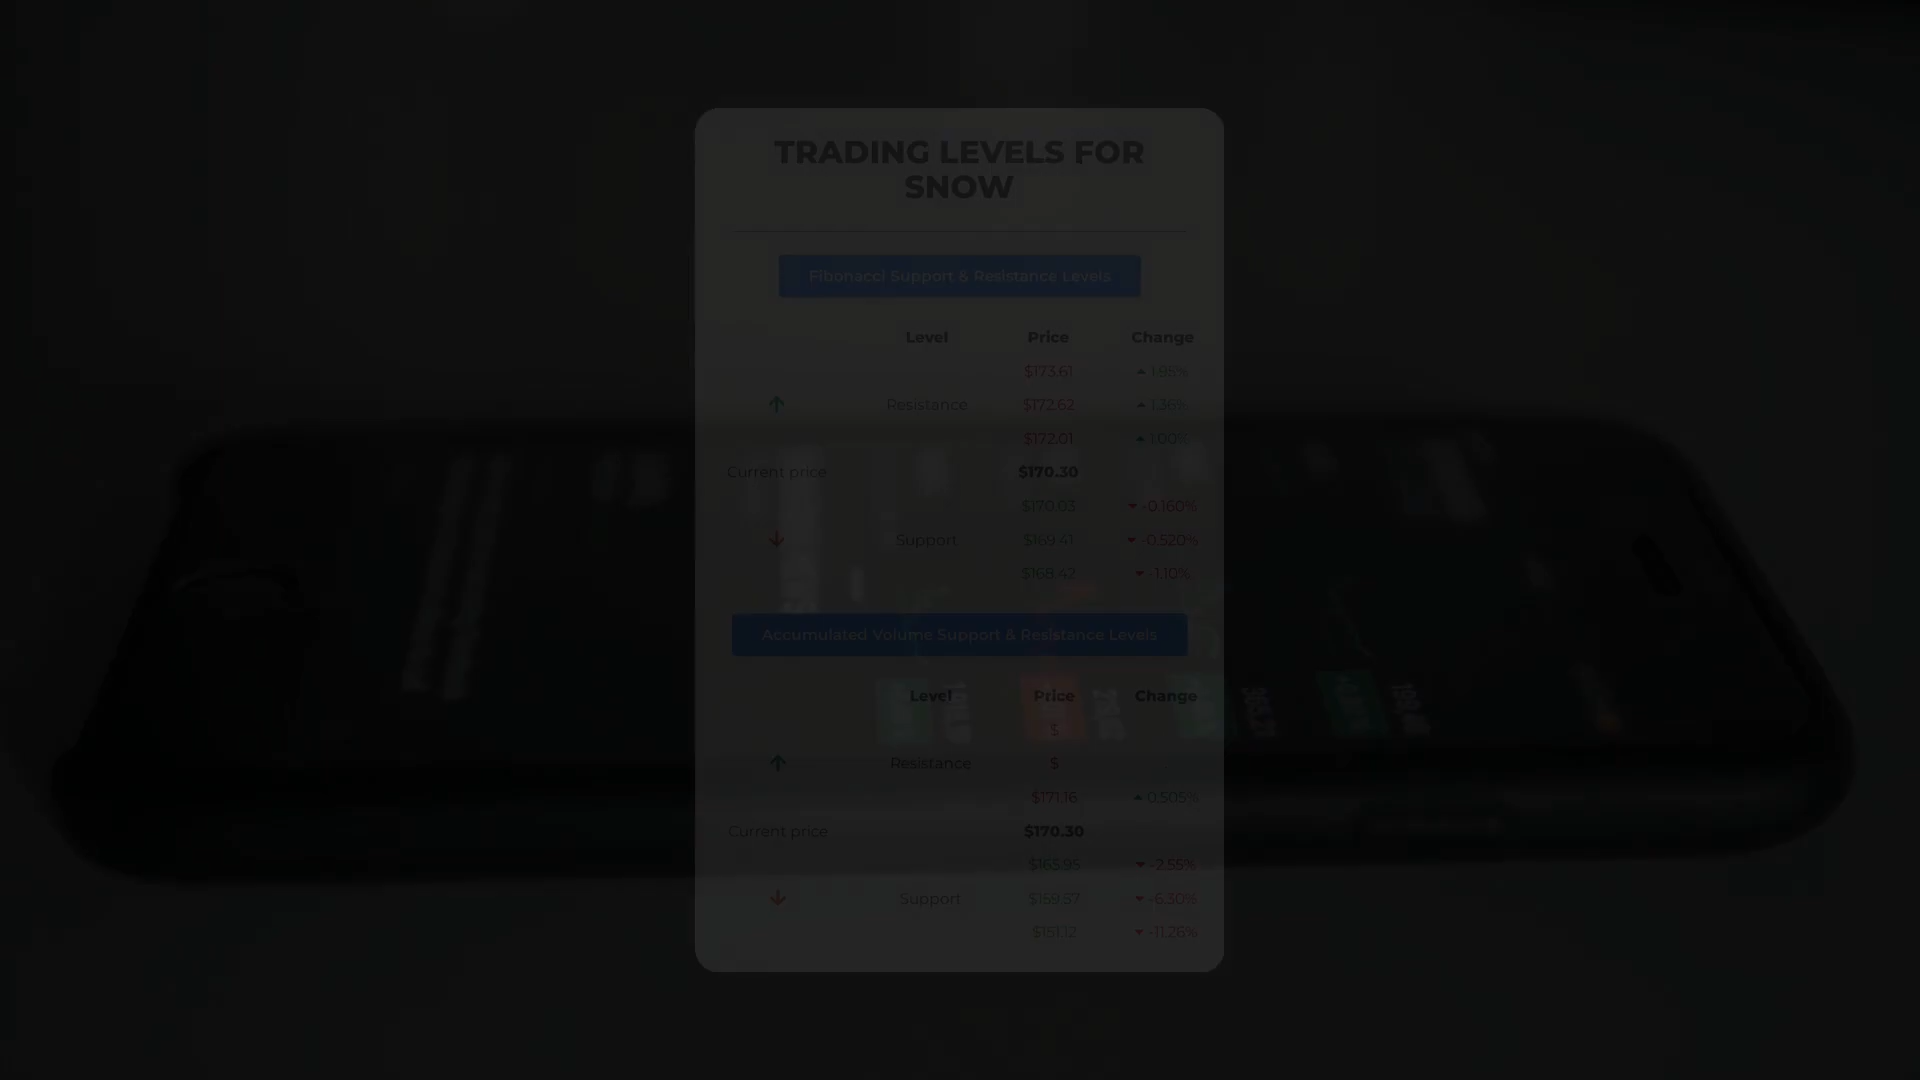 TRADING LEVELS FOR
SNOW
Fibonacci Support & Resistance Levels
Level Price Change
$173.61 1.95%
Resistance $172.62 1.36%
$172.01 1.00%
Current price $170.30
$170.03 -0.160%
Support $169.41 -0.520%
$168.42 -1.10%
Accumulated Volume Support & Resistance Levels
Level Price Change
$
Resistance $
$171.16 0.505%
Current price $170.30
$165.95 -2.55%
Support $159.57 -6.30%
$151.12 -11.26%